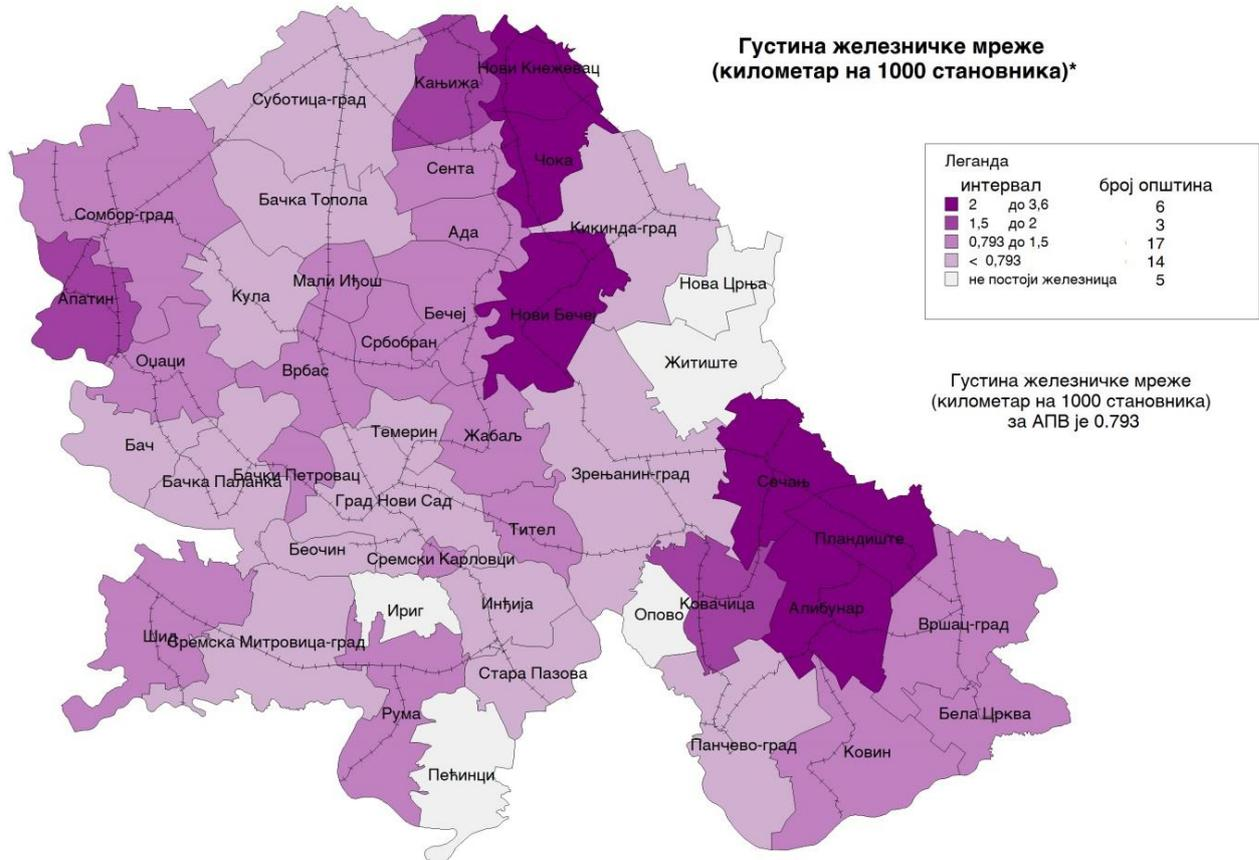 Густина железничке мреже
(километар на 1000 становника)*
Леганда
интервал број општина
2 до 3,6 6
1,5 до 2 3
0,793 до 1,5 17
< 0,793 14
не постоји железница 5
Густина железничке мреже
(километар на 1000 становника)
за АПВ је 0.793
Нови Кнежевац
Кањижа
Суботица-град
Чока
Сента
Бачка Топола
Сомбор-град
Ада
Кикинда-град
Мали Иђош
Нова Црња
Кула
Апатин
Бечеј
Нови Бечеј
Србобран
Оџаци
Житиште
Врбас
Темерин
Жабаљ
Бач
Бачки Петровац
Бачка Паланка
Зрењанин-град
Сечањ
Град Нови Сад
Тител
Пландиште
Беочин
Сремски Карловци
Ириг
Инђија
Опово
Ковачица
Алибунар
Вршац-град
Шид
Сремска Митровица-град
Стара Пазова
Рума
Бела Црква
Панчево-град
Ковин
Пећинци